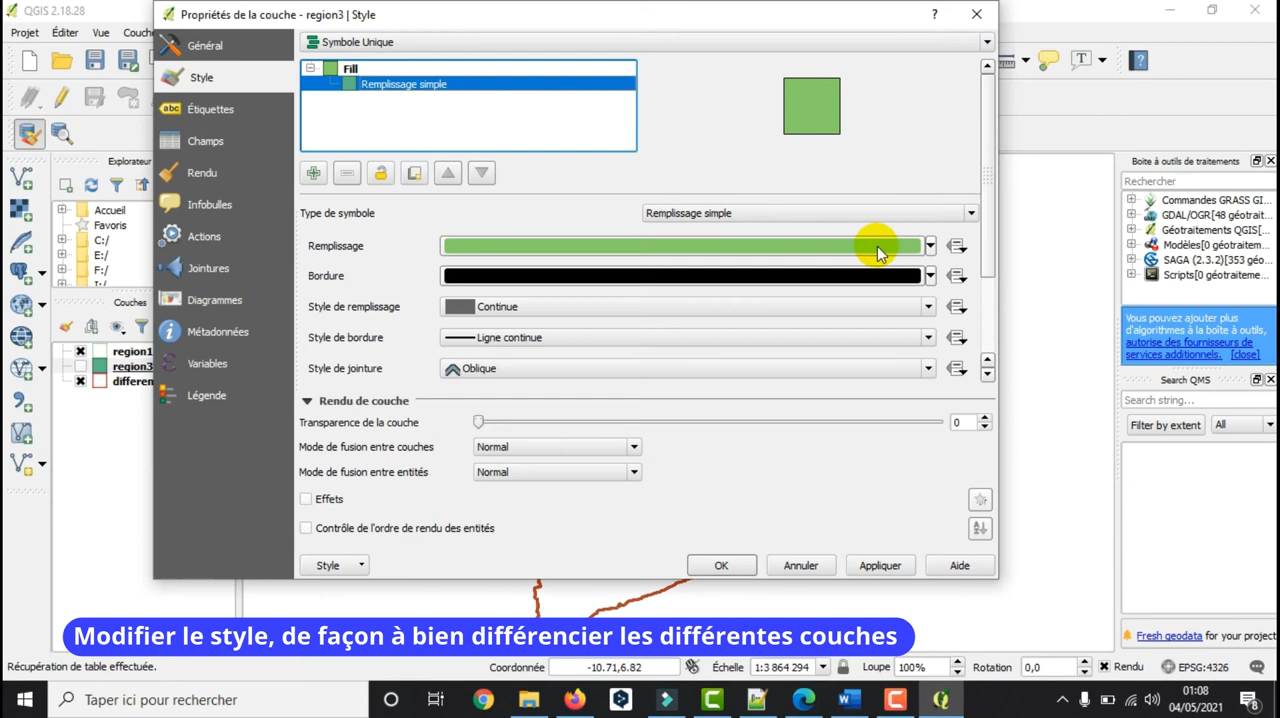 QGIS 2.18.28
Propriétés de la couche - region3 | Style
?
Projet Éditer Vue
Général
Style
Étiquettes
Champs
Rendu
Infobulles
Actions
Jointures
Diagrammes
Métadonnées
Variables
Légende
Symbole Unique
Fill
Remplissage simple
Type de symbole Remplissage simple
Remplissage
Bordure
Style de remplissage Continue
Style de bordure Ligne continue
Style de jointure Oblique
Rendu de couche
Transparence de la couche 0
Mode de fusion entre couches Normal
Mode de fusion entre entités Normal
Effets
Contrôle de l'ordre de rendu des entités
Style OK Annuler Appliquer Aide
Explorateur
Accueil
Favoris
C:/
E:/
F:/
Couches
region1
region3
Boite à outils de traitements
Rechercher
Commandes GRASS GI...
GDAL/OGR [48 géotrait...
Géotraitements QGIS[...
Modèles [0 géotraitem...
SAGA (2.3.2) [353 géo...
Scripts [0 géotraiteme...
Vous pouvez ajouter plus
d'algorithmes à la boîte à outils,
autorise des fournisseurs de
services additionnels. [close]
Search QMS
Search string...
Filter by extent All
Fresh geodata for your project
Modifier le style, de façon à bien différencier les différentes couches
Récupération de table effectuée. Coordonnée -10.71,6.82 Échelle 1:3 864 294 Loupe 100% Rotation 0,0 Rendu EPSG:4326
Taper ici pour rechercher
01:08
04/05/2021
8